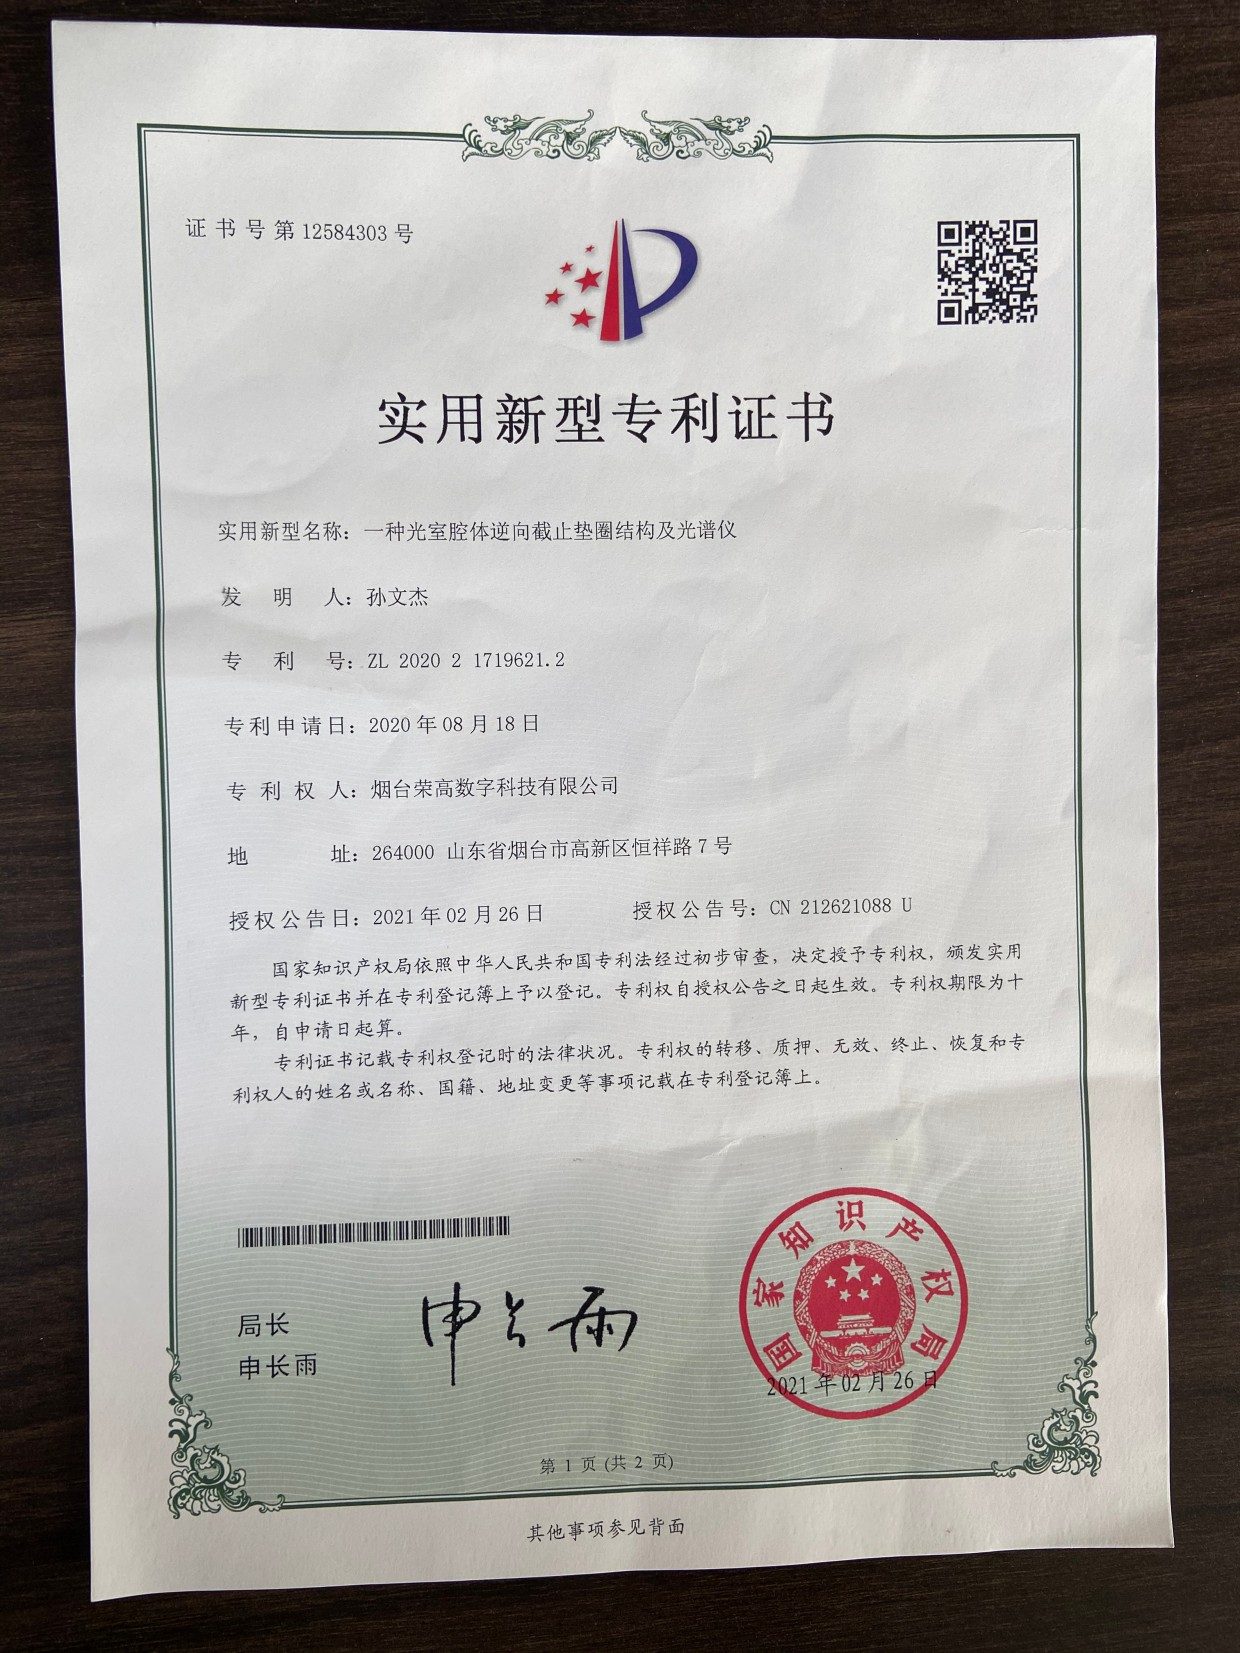 证书号第12584303号
实用新型专利证书
实用新型名称：一种光室腔体逆向截止垫圈结构及光谱仪
发明人：孙文杰
专利号：ZL 2020 2 1719621.2
专利申请日：2020年08月18日
专利权人：烟台荣高数字科技有限公司
地址：264000 山东省烟台市高新区恒祥路7号
授权公告日：2021年02月26日 授权公告号：CN 212621088 U
国家知识产权局依照中华人民共和国专利法经过初步审查，决定授予专利权，颁发实用
新型专利证书并在专利登记簿上予以登记。专利权自授权公告之日起生效。专利权期限为十
年，自申请日起算。
专利证书记载专利权登记时的法律状况。专利权的转移、质押、无效、终止、恢复和专
利权人的姓名或名称、国籍、地址变更等事项记载在专利登记簿上。
局长
申长雨
申长雨
国家知识产权局
2021年02月26日
第 1 页 (共 2 页)
其他事项参见背面